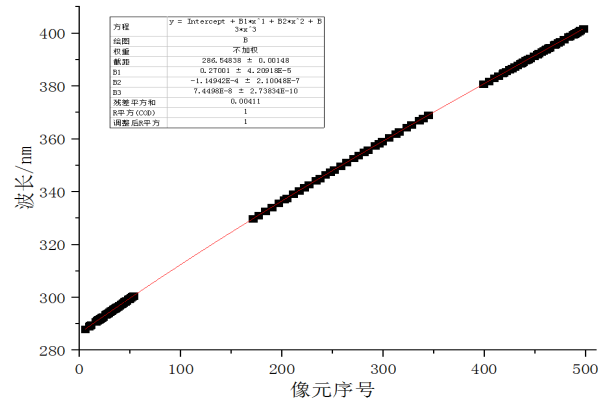 方程 y = Intercept + B1*x^1 + B2*x^2 + B
3*x^3
绘图 B
权重 不加权
截距 286.54838 ± 0.00148
B1 0.27001 ± 4.20918E-5
B2 -1.14942E-4 ± 2.10048E-7
B3 7.4498E-8 ± 2.73834E-10
残差平方和 0.00411
R平方(COD) 1
调整后R平方 1
400
380
360
340
320
300
280
波长/nm
0 100 200 300 400 500
像元序号